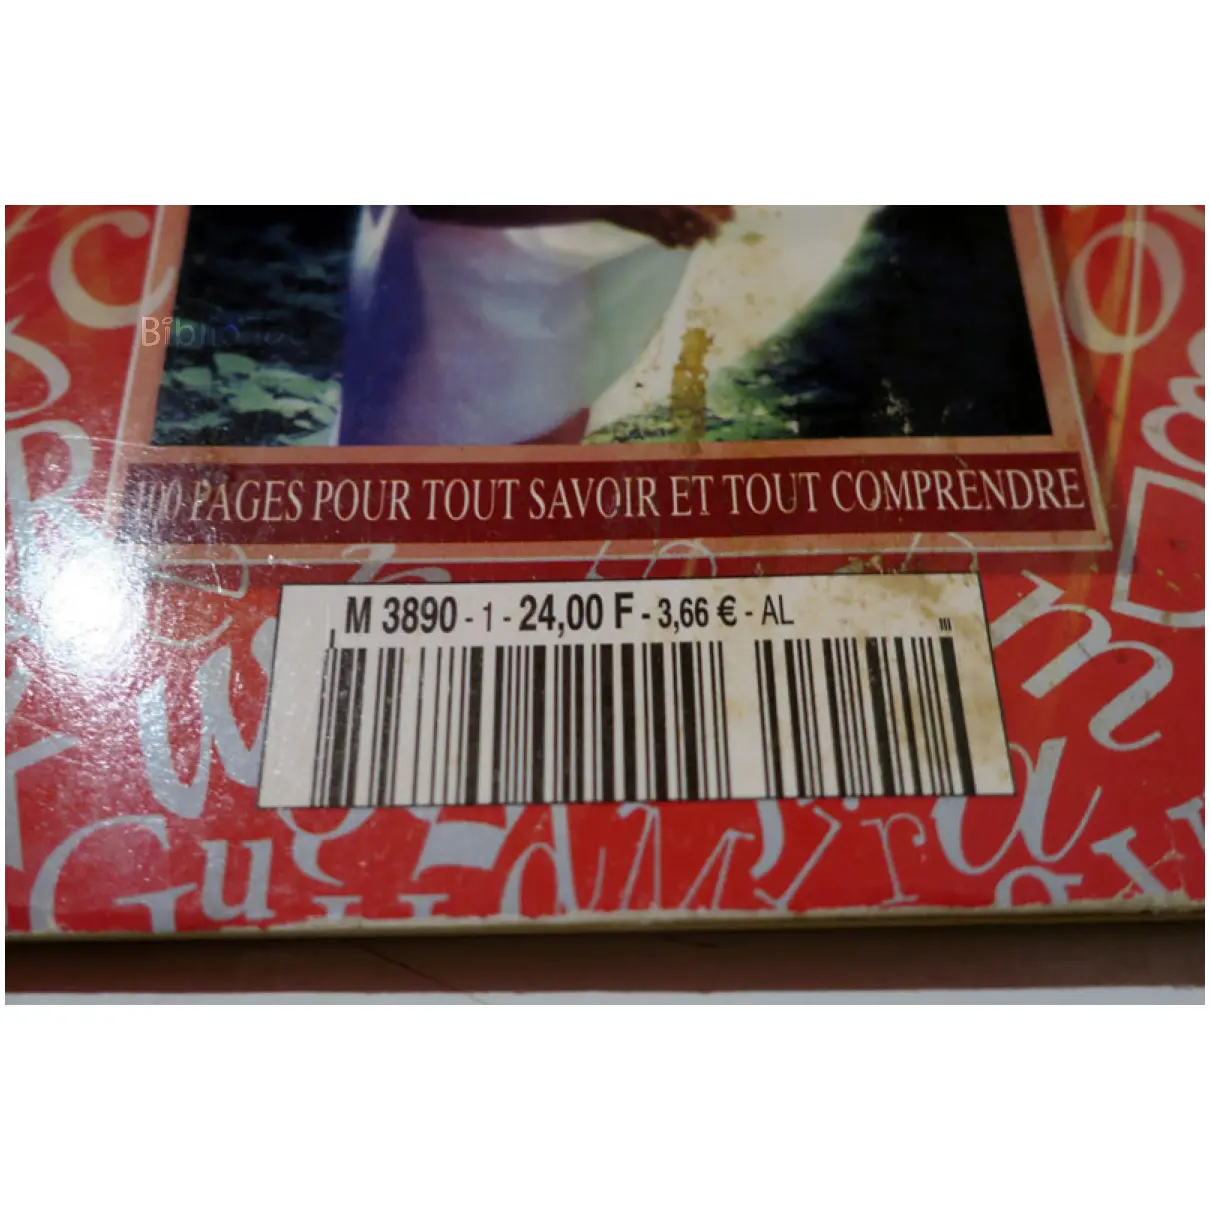 100 PAGES POUR TOUT SAVOIR ET TOUT COMPRENDRE
M 3890 - 1 - 24,00 F - 3,66 € - AL